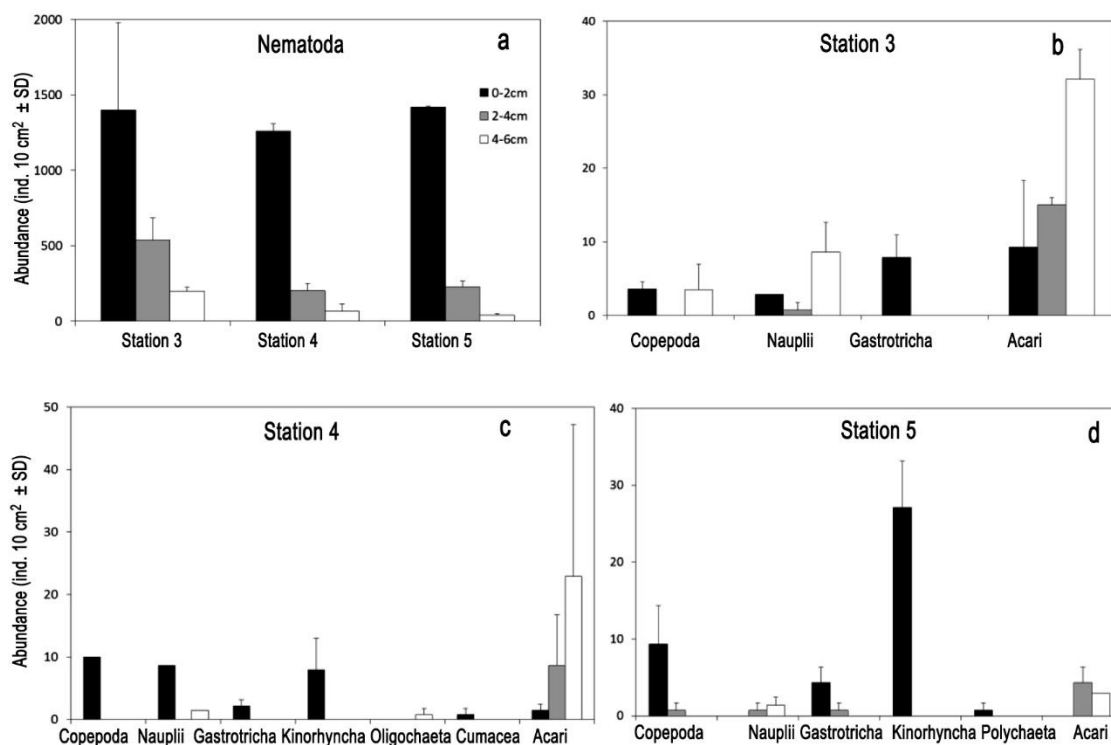 2000
1500
1000
500
0
Abundance (ind. 10 cm² ± SD)
Nematoda
a
0-2cm
2-4cm
4-6cm
Station 3 Station 4 Station 5
40
30
20
10
0
Station 3
b
Copepoda Nauplii Gastrotricha Acari
50
40
30
20
10
0
Abundance (ind. 10 cm² ± SD)
Station 4
c
Copepoda Nauplii Gastrotricha Kinorhyncha Oligochaeta Cumacea Acari
40
30
20
10
0
Station 5
d
Copepoda Nauplii Gastrotricha Kinorhyncha Polychaeta Acari